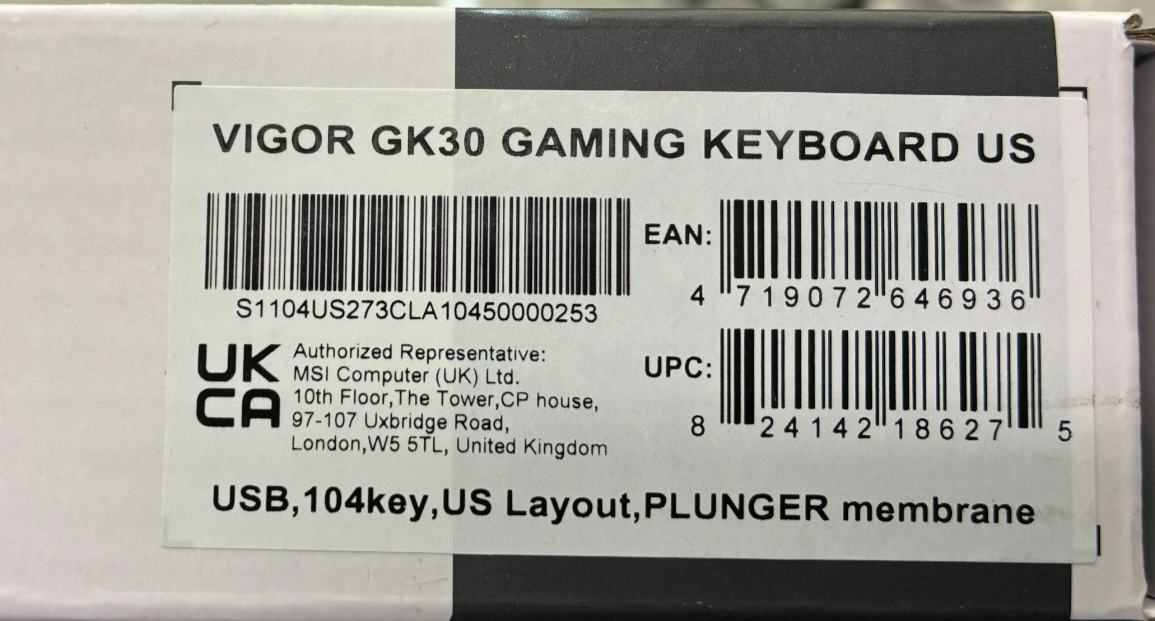 VIGOR GK30 GAMING KEYBOARD US
S1104US273CLA10450000253
EAN:
4 719072 646936
UK
CA
Authorized Representative:
MSI Computer (UK) Ltd.
10th Floor,The Tower,CP house,
97-107 Uxbridge Road,
London,W5 5TL, United Kingdom
UPC:
8 24142 18627 5
USB,104key,US Layout,PLUNGER membrane